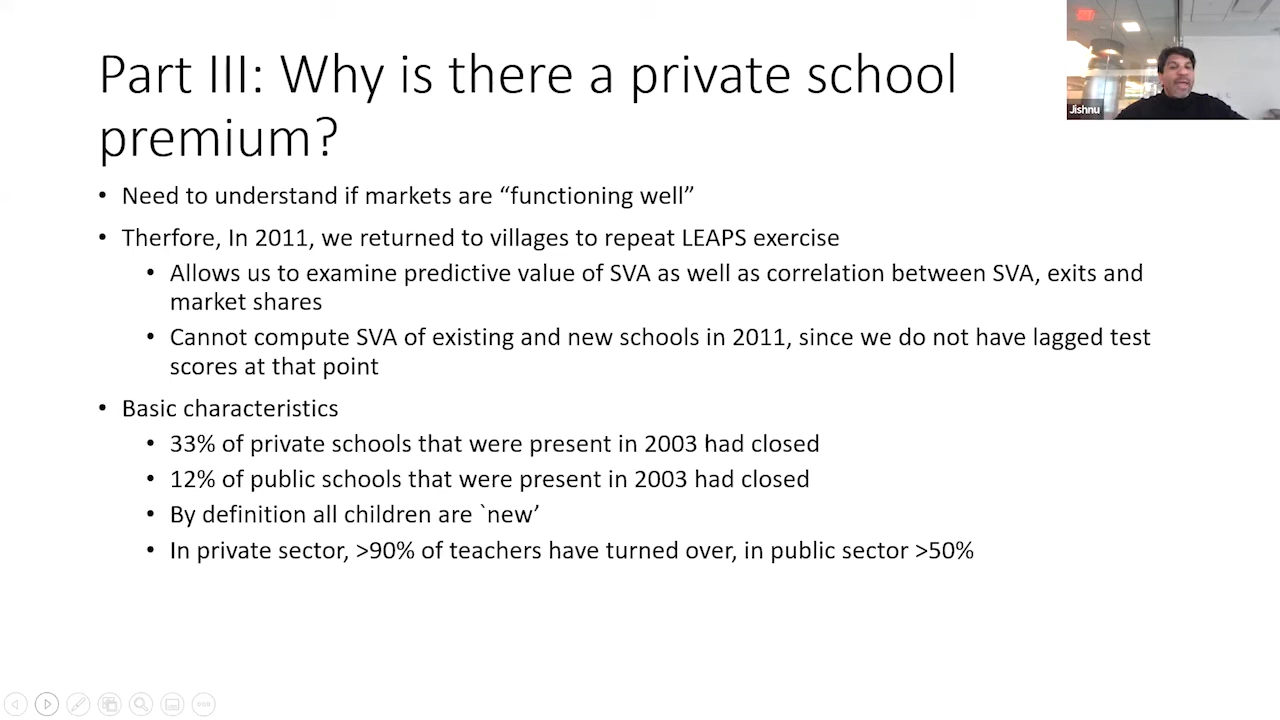 Part III: Why is there a private school
premium?
• Need to understand if markets are “functioning well”
• Therfore, In 2011, we returned to villages to repeat LEAPS exercise
• Allows us to examine predictive value of SVA as well as correlation between SVA, exits and
market shares
• Cannot compute SVA of existing and new schools in 2011, since we do not have lagged test
scores at that point
• Basic characteristics
• 33% of private schools that were present in 2003 had closed
• 12% of public schools that were present in 2003 had closed
• By definition all children are `new’
• In private sector, >90% of teachers have turned over, in public sector >50%
Jishnu